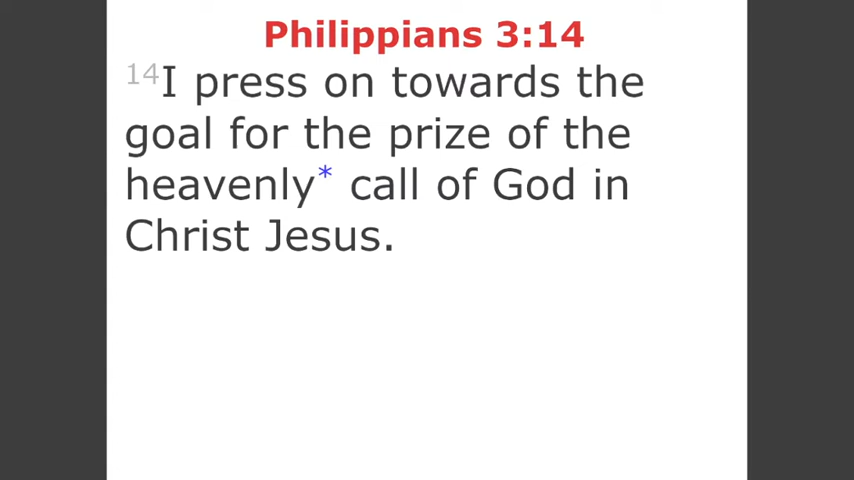 Philippians 3:14
14I press on towards the
goal for the prize of the
heavenly* call of God in
Christ Jesus.